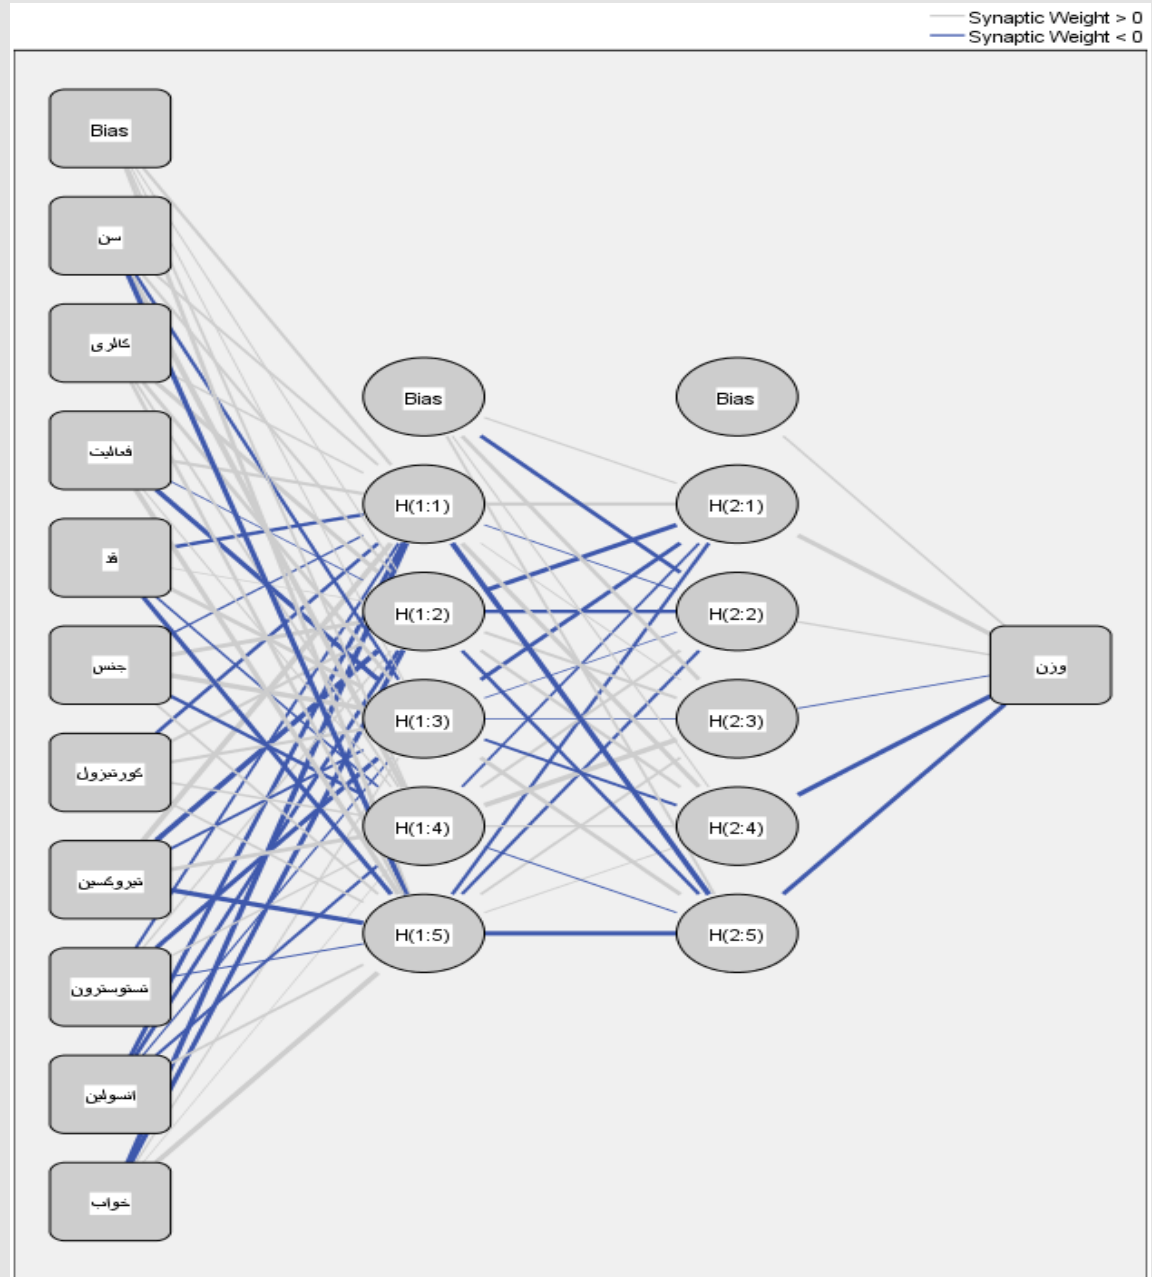 Synaptic Weight > 0
Synaptic Weight < 0
Bias
سن
کالری
فعالیت
قد
جنس
کورتیزول
تیروکسین
تستوسترون
انسولین
خواب
Bias
H(1:1)
H(1:2)
H(1:3)
H(1:4)
H(1:5)
Bias
H(2:1)
H(2:2)
H(2:3)
H(2:4)
H(2:5)
وزن